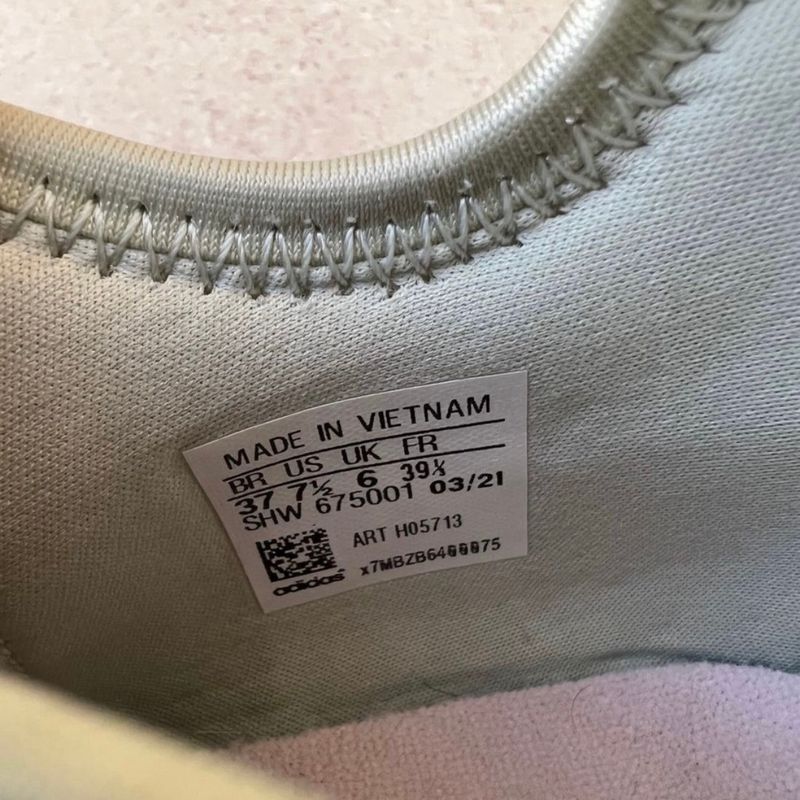 MADE IN VIETNAM
BR US UK FR
37 7½ 6 39⅓
SHW 675001 03/21
ART H05713
x7MBZB6400075
adidas